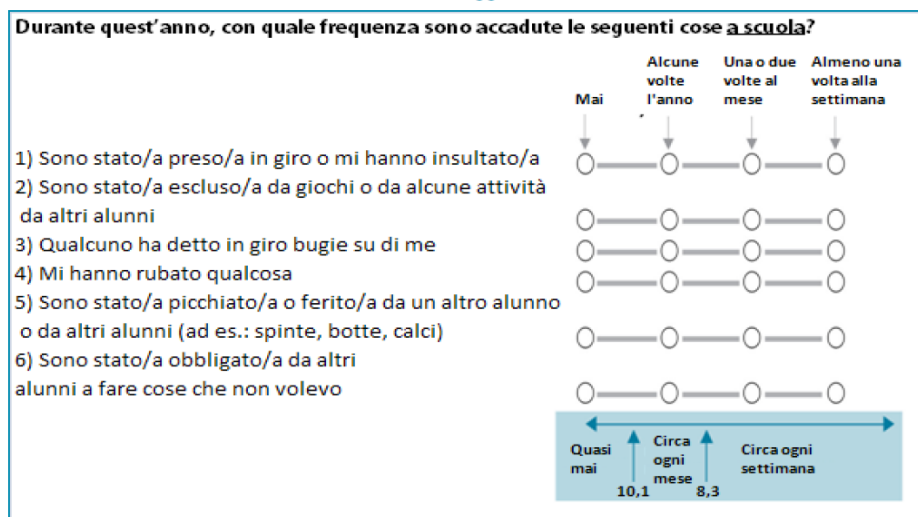 Durante quest'anno, con quale frequenza sono accadute le seguenti cose a scuola?
Mai
Alcune
volte
l'anno
Una o due
volte al
mese
Almeno una
volta alla
settimana
1) Sono stato/a preso/a in giro o mi hanno insultato/a
2) Sono stato/a escluso/a da giochi o da alcune attività
da altri alunni
3) Qualcuno ha detto in giro bugie su di me
4) Mi hanno rubato qualcosa
5) Sono stato/a picchiato/a o ferito/a da un altro alunno
o da altri alunni (ad es.: spinte, botte, calci)
6) Sono stato/a obbligato/a da altri
alunni a fare cose che non volevo
Quasi
mai
Circa
ogni
mese
Circa ogni
settimana
10,1
8,3